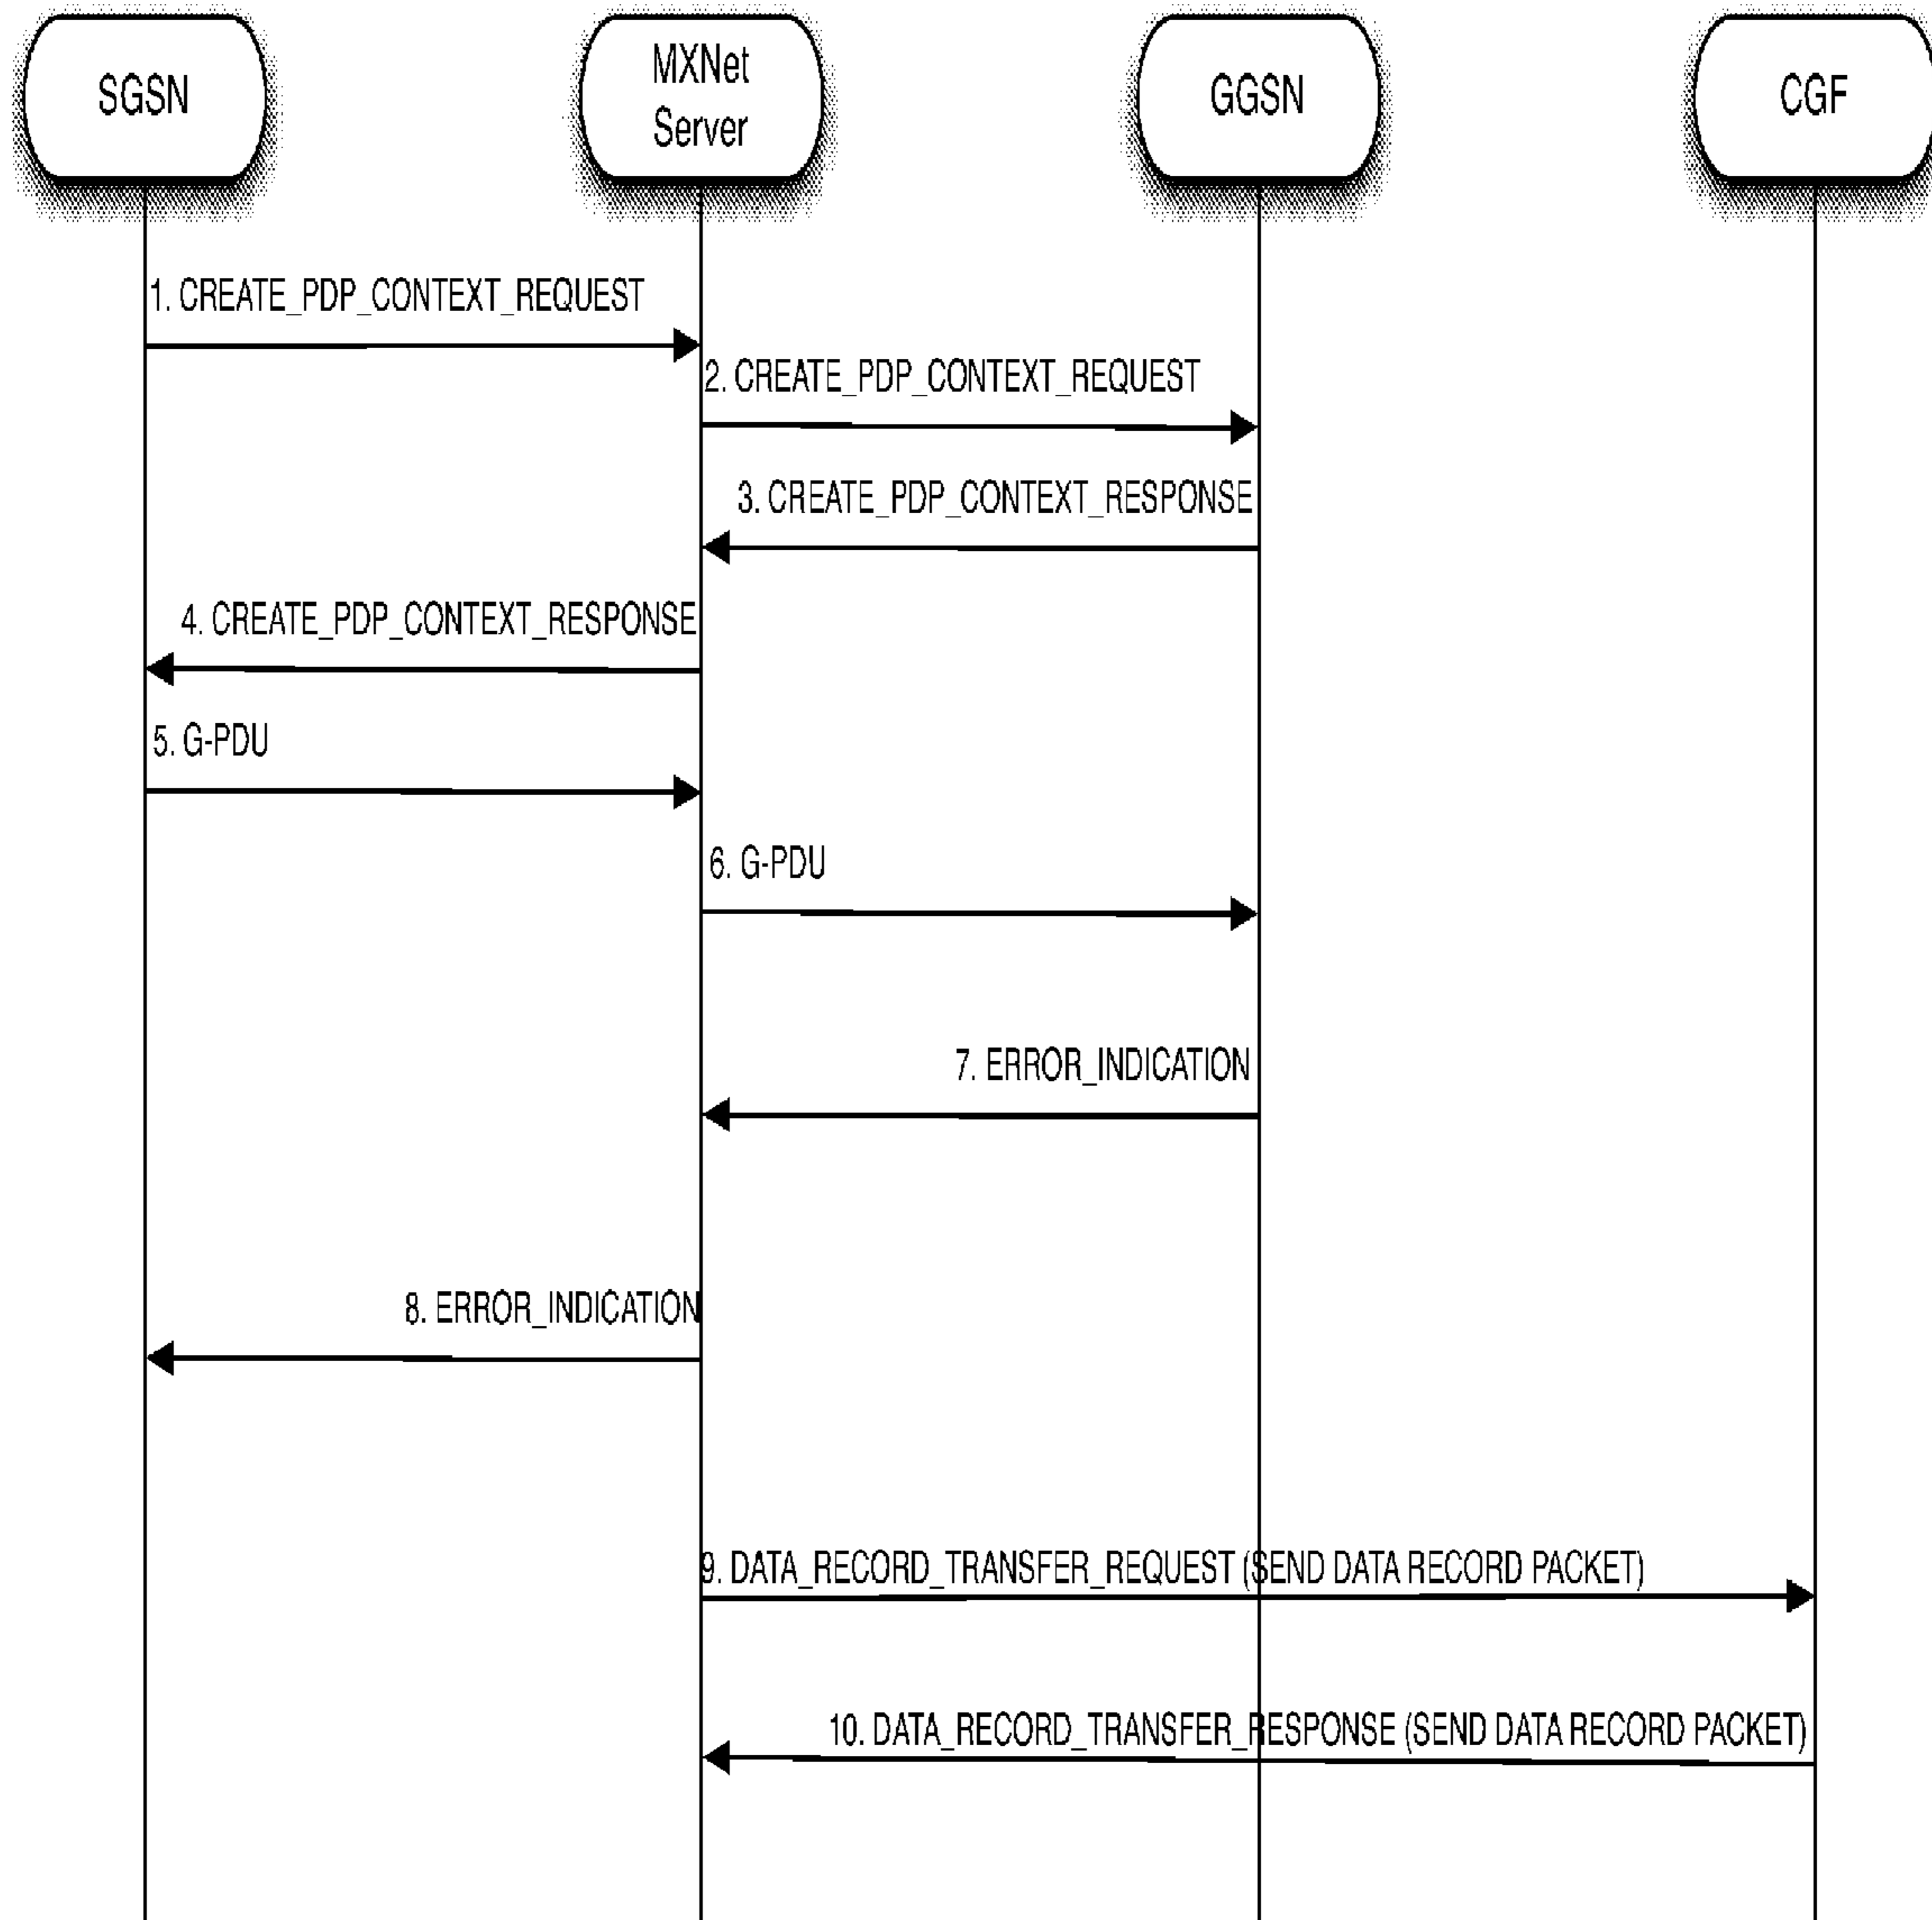 SGSN
MXNet
Server
GGSN
CGF
1. CREATE_PDP_CONTEXT_REQUEST
2. CREATE_PDP_CONTEXT_REQUEST
3. CREATE_PDP_CONTEXT_RESPONSE
4. CREATE_PDP_CONTEXT_RESPONSE
5. G-PDU
6. G-PDU
7. ERROR_INDICATION
8. ERROR_INDICATION
9. DATA_RECORD_TRANSFER_REQUEST (SEND DATA RECORD PACKET)
10. DATA_RECORD_TRANSFER_RESPONSE (SEND DATA RECORD PACKET)